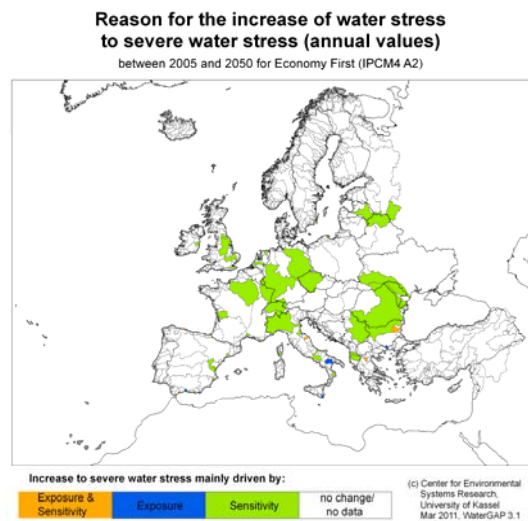 Reason for the increase of water stress
to severe water stress (annual values)
between 2005 and 2050 for Economy First (IPCM4 A2)
Increase to severe water stress mainly driven by:
Exposure &
Sensitivity
Exposure
Sensitivity
no change/
no data
(c) Center for Environmental
Systems Research,
University of Kassel
Mar 2011, WaterGAP 3.1